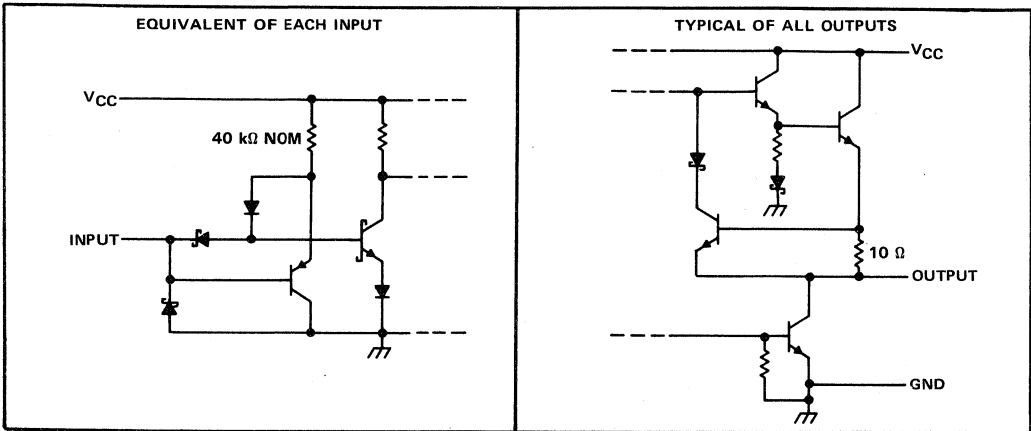 EQUIVALENT OF EACH INPUT
VCC
40 kΩ NOM
INPUT
TYPICAL OF ALL OUTPUTS
VCC
10 Ω
OUTPUT
GND